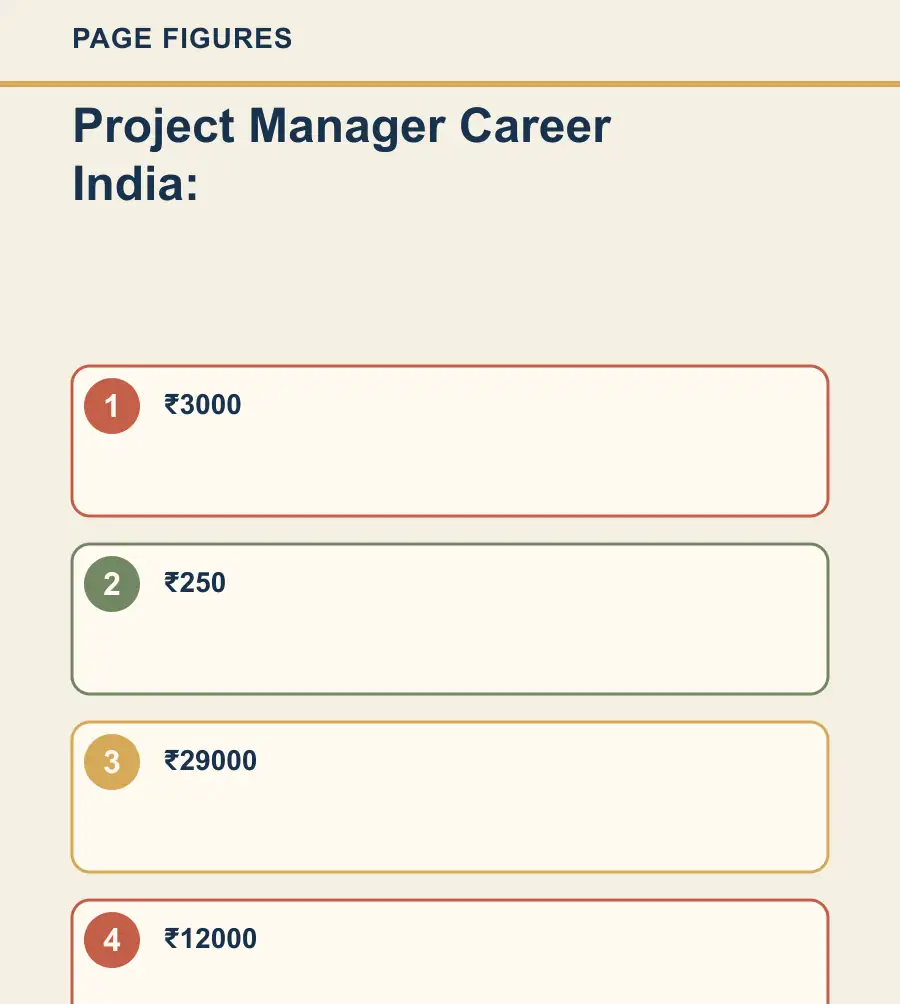 PAGE FIGURES
Project Manager Career
India:
1 ₹3000
2 ₹250
3 ₹29000
4 ₹12000